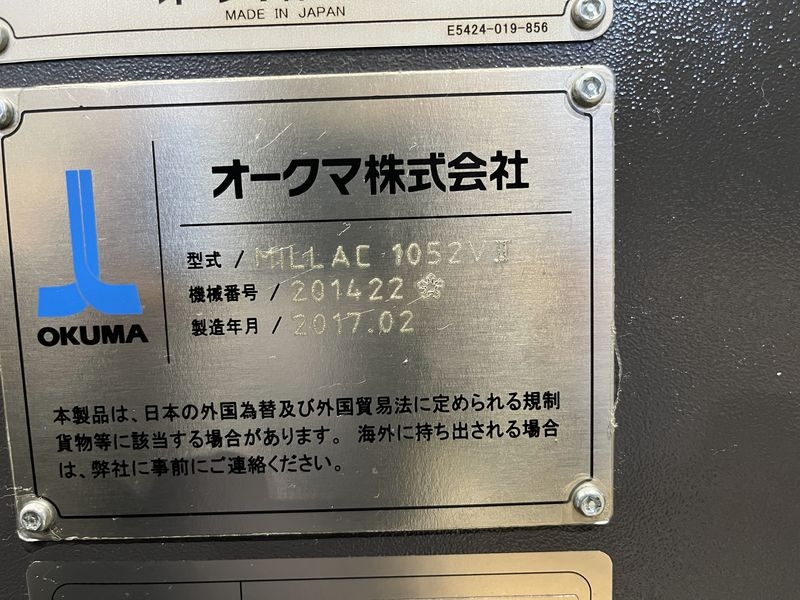 MADE IN JAPAN
E5424-019-856
オークマ株式会社
OKUMA
型式 / MILLAC 1052VⅡ
機械番号 / 201422
製造年月 / 2017.02
本製品は、日本の外国為替及び外国貿易法に定められる規制
貨物等に該当する場合があります。 海外に持ち出される場合
は、弊社に事前にご連絡ください。